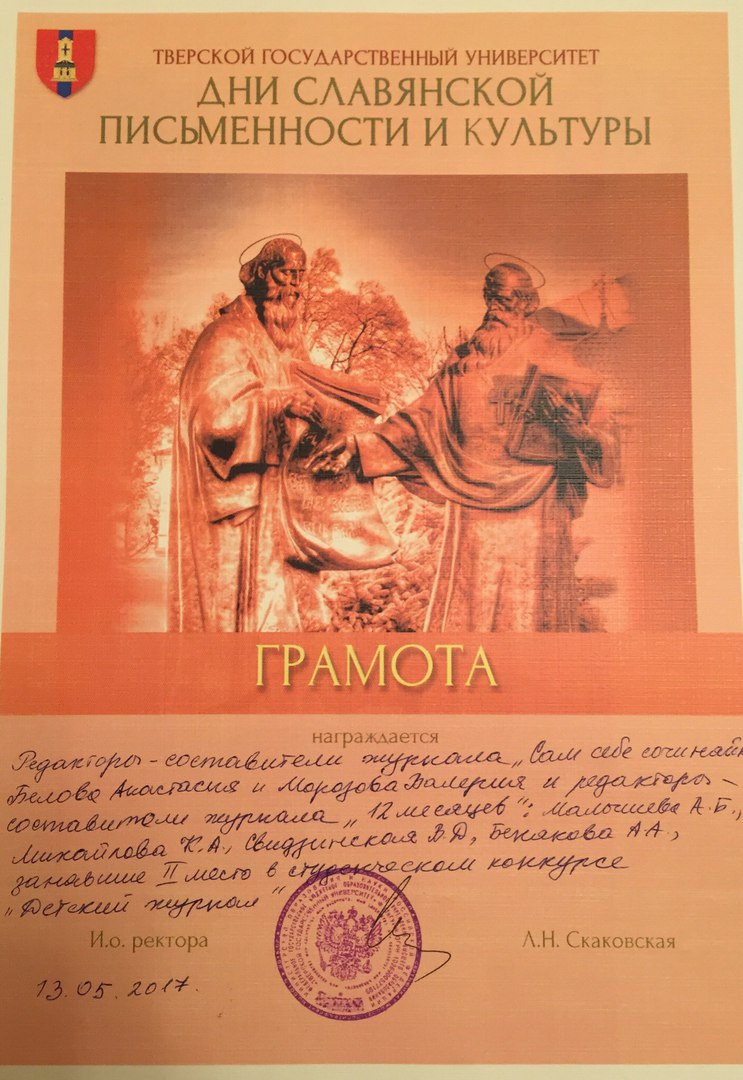 ТВЕРСКОЙ ГОСУДАРСТВЕННЫЙ УНИВЕРСИТЕТ
ДНИ СЛАВЯНСКОЙ
ПИСЬМЕННОСТИ И КУЛЬТУРЫ
ГРАМОТА
награждается
Редакторы-составители журнала „Сам себе сочиняй
Белова Анастасия и Морозова Валерия и редакторы-
составители журнала „12 месяцев": Малышева А.Б.,
Михайлова К.А., Свидзинская В.Д,
занявшие II место в студенческом конкурсе
„Детский журнал"
И.о. ректора Л.Н. Скаковская
13.05.2017.